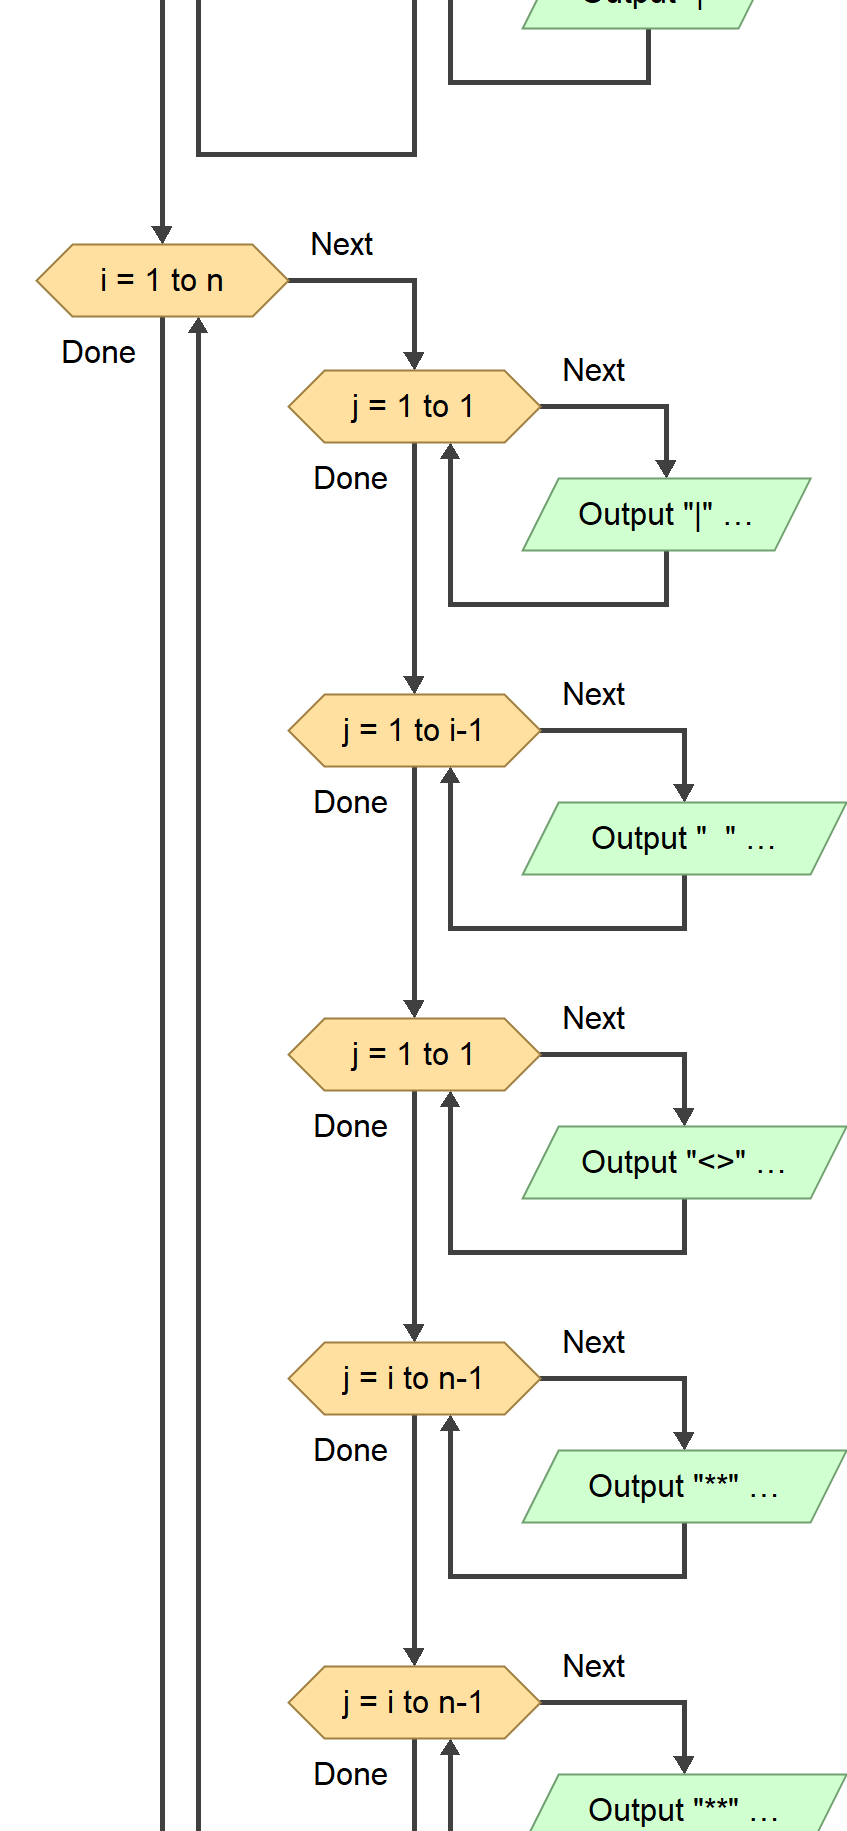 i = 1 to n
Next
Done
j = 1 to 1
Next
Done
Output "|" …
j = 1 to i-1
Next
Done
Output "  " …
j = 1 to 1
Next
Done
Output "<>" …
j = i to n-1
Next
Done
Output "**" …
j = i to n-1
Next
Done
Output "**" …